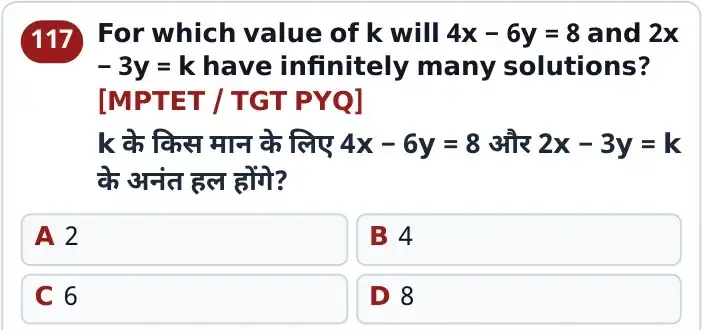 117 For which value of k will 4x − 6y = 8 and 2x
− 3y = k have infinitely many solutions?
[MPTET / TGT PYQ]
k के किस मान के लिए 4x − 6y = 8 और 2x − 3y = k
के अनंत हल होंगे?
A 2
B 4
C 6
D 8